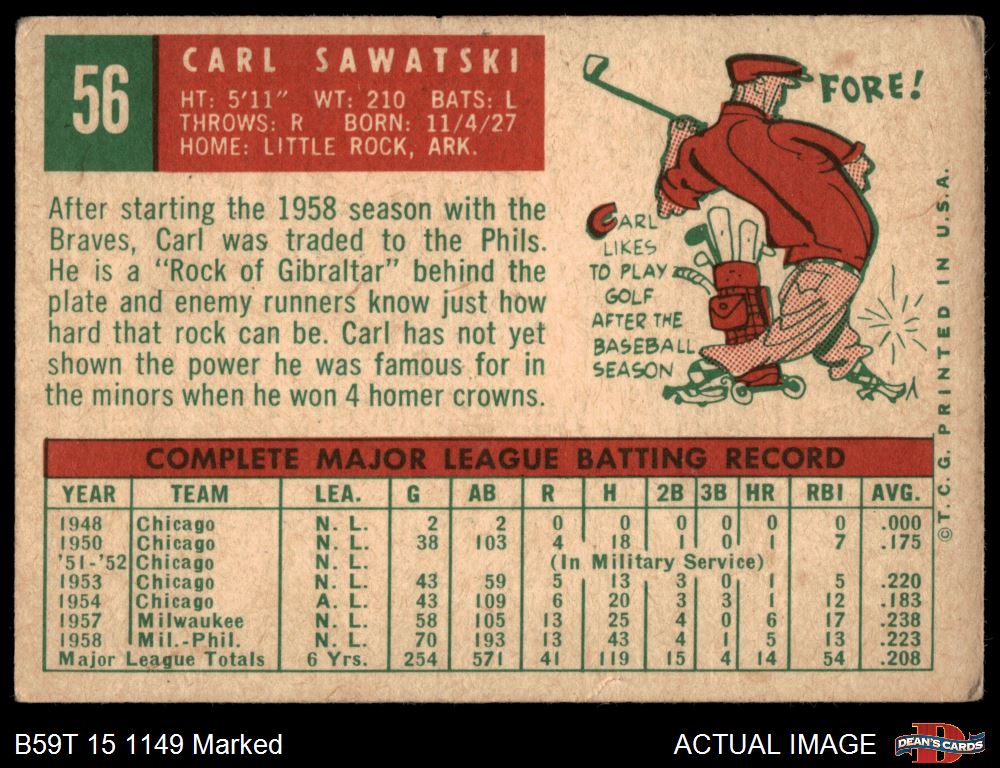 56
CARL SAWATSKI
HT: 5'11" WT: 210 BATS: L
THROWS: R BORN: 11/4/27
HOME: LITTLE ROCK, ARK.
After starting the 1958 season with the
Braves, Carl was traded to the Phils.
He is a "Rock of Gibraltar" behind the
plate and enemy runners know just how
hard that rock can be. Carl has not yet
shown the power he was famous for in
the minors when he won 4 homer crowns.
FORE!
CARL
LIKES
TO PLAY
GOLF
AFTER THE
BASEBALL
SEASON
© T. C. G. PRINTED IN U.S.A.
COMPLETE MAJOR LEAGUE BATTING RECORD
YEAR TEAM LEA. G AB R H 2B 3B HR RBI AVG.
1948 Chicago N. L. 2 2 0 0 0 0 0 0 .000
1950 Chicago N. L. 38 103 4 18 1 0 1 7 .175
'51-'52 Chicago N. L. (In Military Service)
1953 Chicago N. L. 43 59 5 13 3 0 1 5 .220
1954 Chicago A. L. 43 109 6 20 3 3 1 12 .183
1957 Milwaukee N. L. 58 105 13 25 4 0 6 17 .238
1958 Mil.-Phil. N. L. 70 193 13 43 4 1 5 13 .223
Major League Totals 6 Yrs. 254 571 41 119 15 4 14 54 .208
B59T 15 1149 Marked
ACTUAL IMAGE
D
DEAN'S CARDS